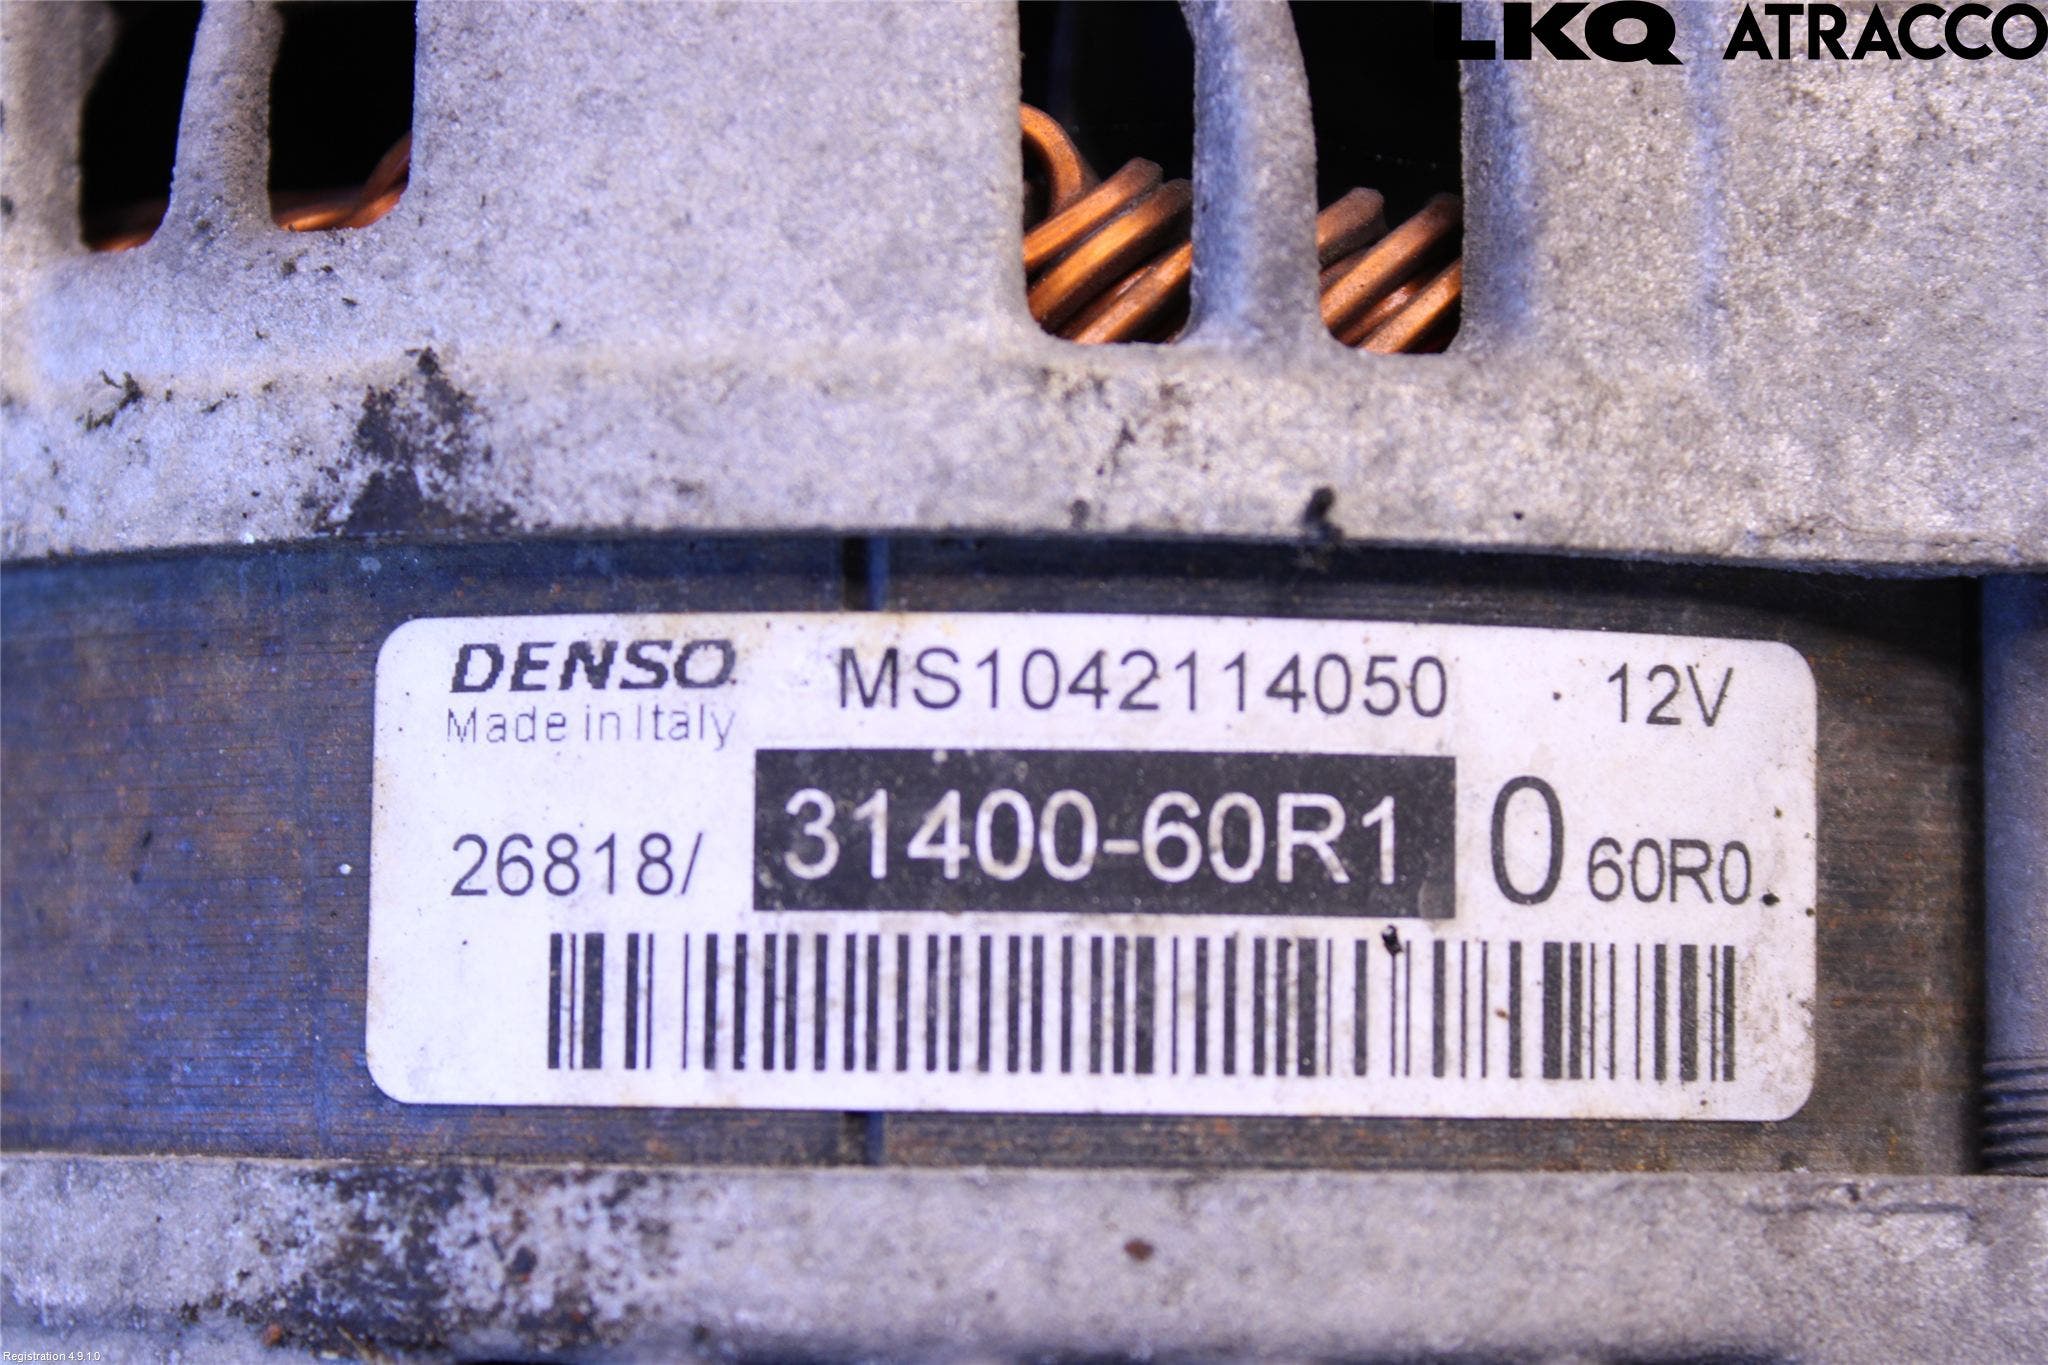 LKQ ATRACCO
DENSO MS1042114050 12V
Made in Italy
26818/ 31400-60R1 0 60R0
Registration 4.9.1.0